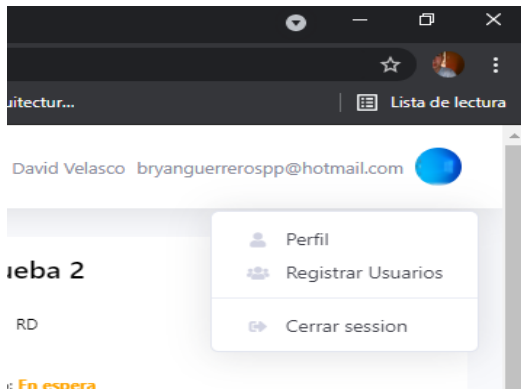 uitectur...
Lista de lectura
David Velasco bryanguerrerospp@hotmail.com
Perfil
ueba 2
Registrar Usuarios
RD
Cerrar session
: En espera